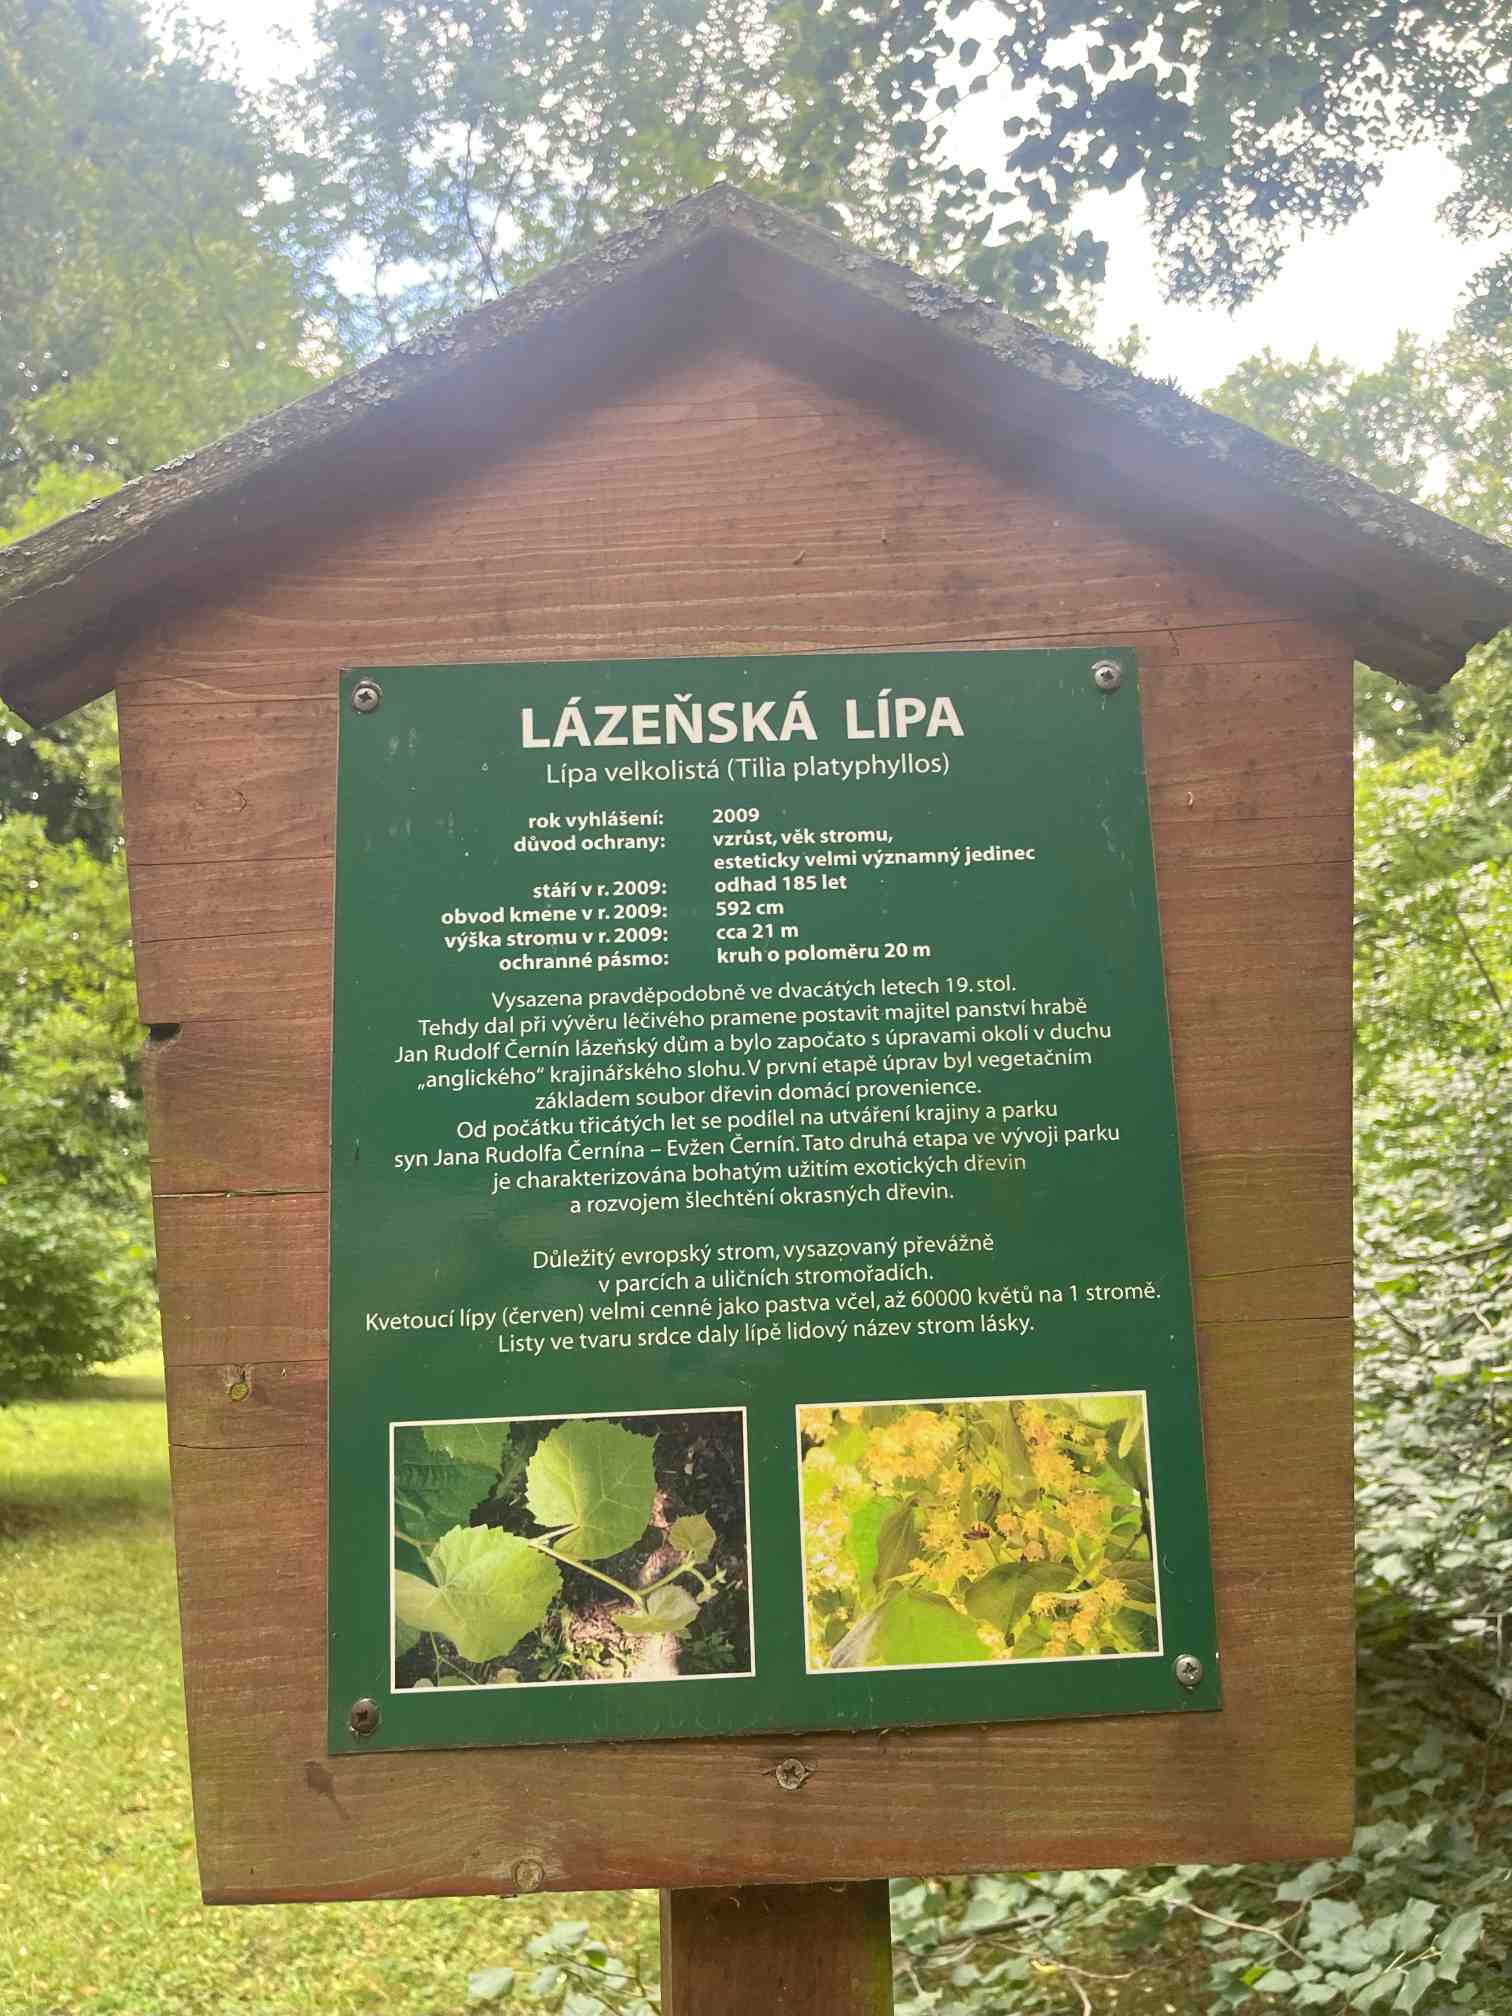 LÁZEŇSKÁ LÍPA
Lípa velkolistá (Tilia platyphyllos)
rok vyhlášení: 2009
důvod ochrany: vzrůst, věk stromu,
esteticky velmi významný jedinec
stáří v r. 2009: odhad 185 let
obvod kmene v r. 2009: 592 cm
výška stromu v r. 2009: cca 21 m
ochranné pásmo: kruh o poloměru 20 m
Vysazena pravděpodobně ve dvacátých letech 19. stol.
Tehdy dal při vývěru léčivého pramene postavit majitel panství hrabě
Jan Rudolf Černín lázeňský dům a bylo započato s úpravami okolí v duchu
„anglického“ krajinářského slohu. V první etapě úprav byl vegetačním
základem soubor dřevin domácí provenience.
Od počátku třicátých let se podílel na utváření krajiny a parku
syn Jana Rudolfa Černína – Evžen Černín. Tato druhá etapa ve vývoji parku
je charakterizována bohatým užitím exotických dřevin
a rozvojem šlechtění okrasných dřevin.
Důležitý evropský strom, vysazovaný převážně
v parcích a uličních stromořadích.
Kvetoucí lípy (červen) velmi cenné jako pastva včel, až 60000 květů na 1 stromě.
Listy ve tvaru srdce daly lípě lidový název strom lásky.